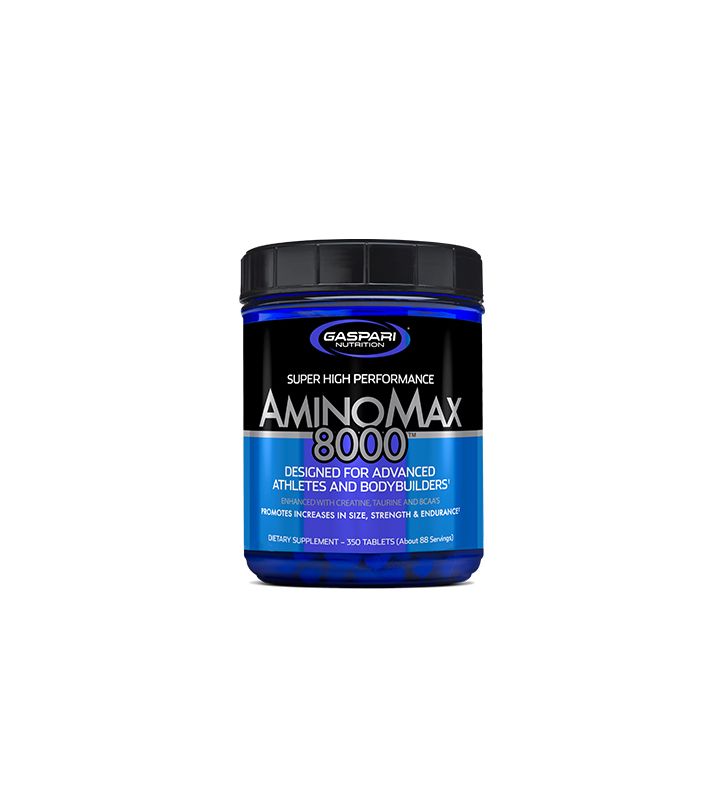 GASPARI
NUTRITION
SUPER HIGH PERFORMANCE
AMINOMAX
8000™
DESIGNED FOR ADVANCED
ATHLETES AND BODYBUILDERS†
ENHANCED WITH CREATINE, TAURINE AND BCAA'S
PROMOTES INCREASES IN SIZE, STRENGTH & ENDURANCE†
DIETARY SUPPLEMENT – 350 TABLETS (About 88 Servings)